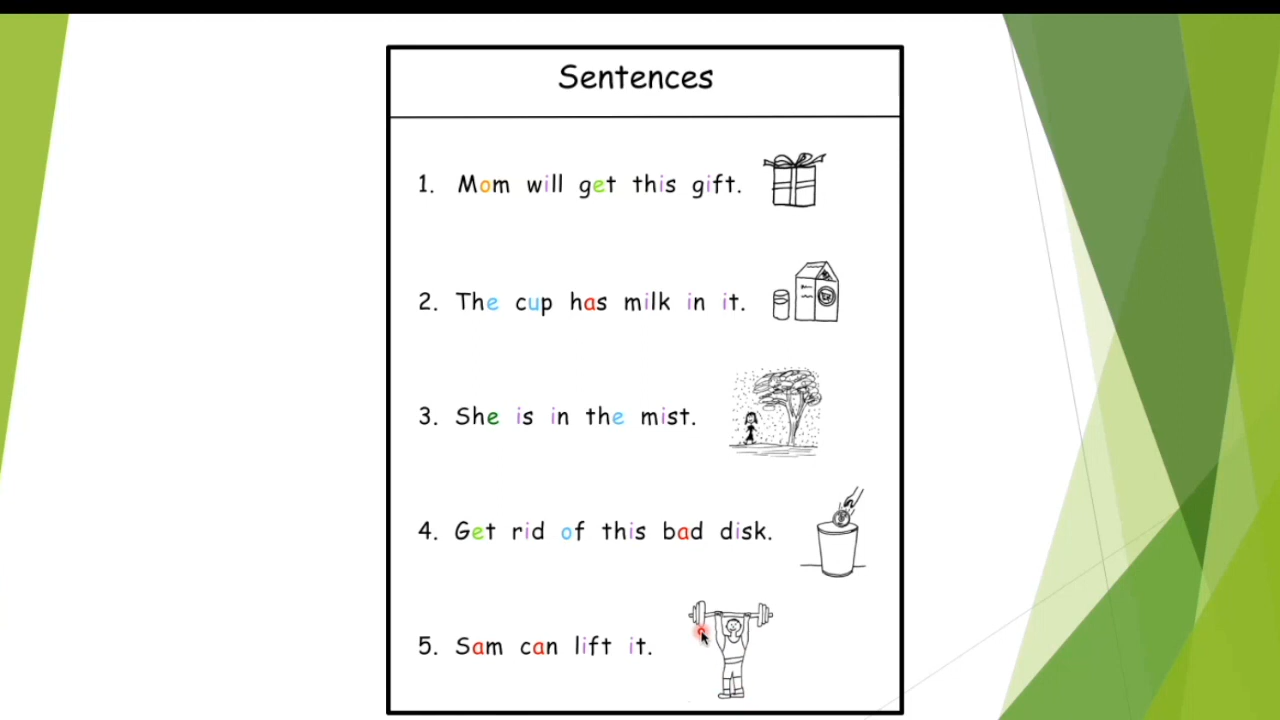 Sentences
1. Mom will get this gift.
2. The cup has milk in it.
3. She is in the mist.
4. Get rid of this bad disk.
5. Sam can lift it.